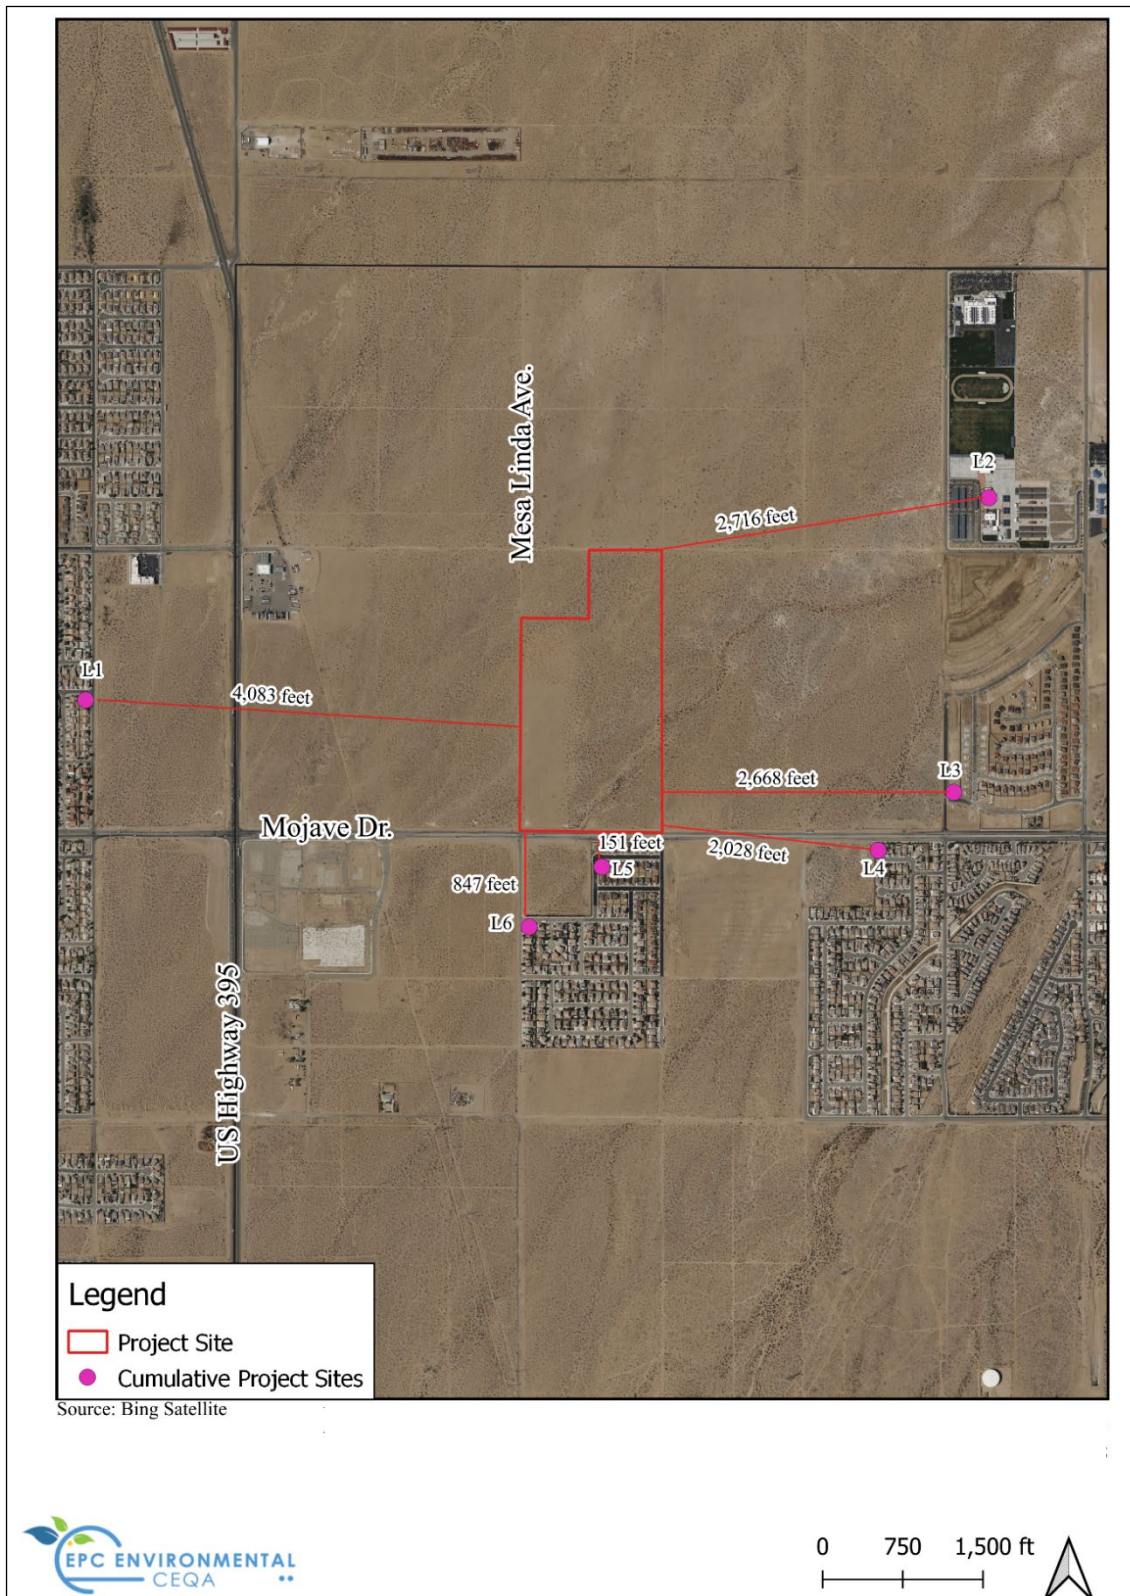 Mesa Linda Ave.
L2
2,716 feet
L1
4,083 feet
2,668 feet
L3
Mojave Dr.
151 feet
2,028 feet
L5
L4
847 feet
L6
US Highway 395
Legend
Project Site
Cumulative Project Sites
Source: Bing Satellite
EPC ENVIRONMENTAL
CEQA
0 750 1,500 ft